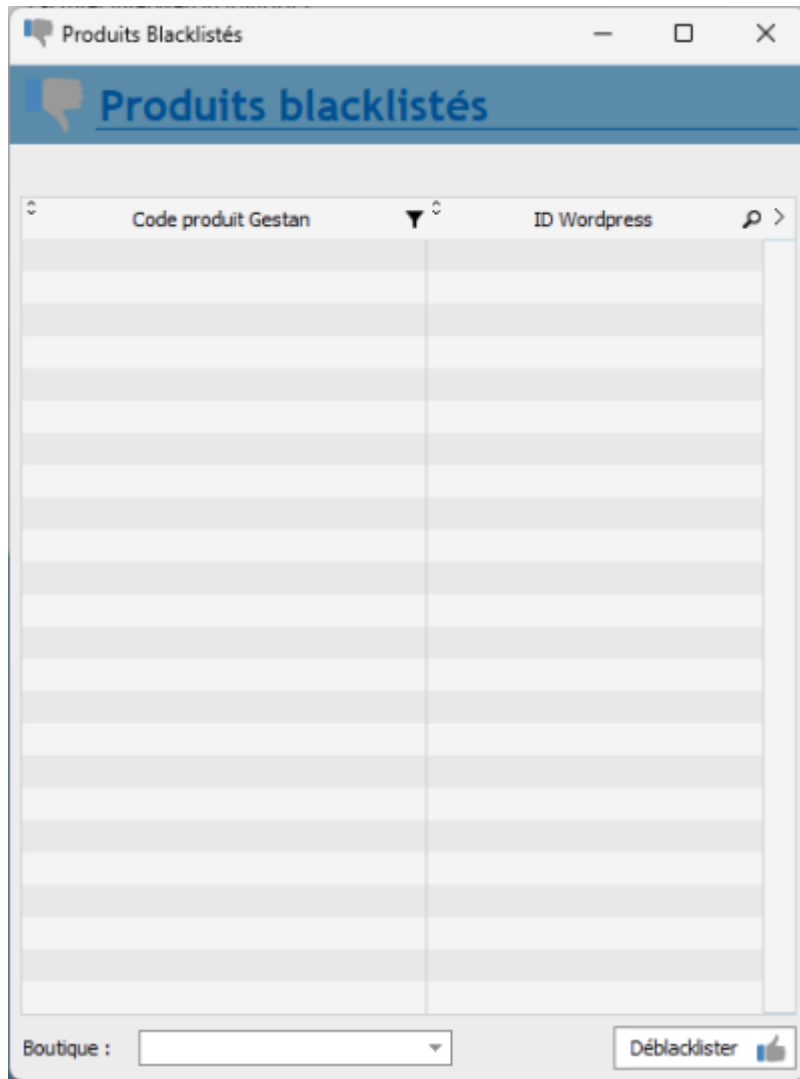 Produits Blacklistés
Produits blacklistés
Code produit Gestan ID Wordpress
Boutique : Déblacklister